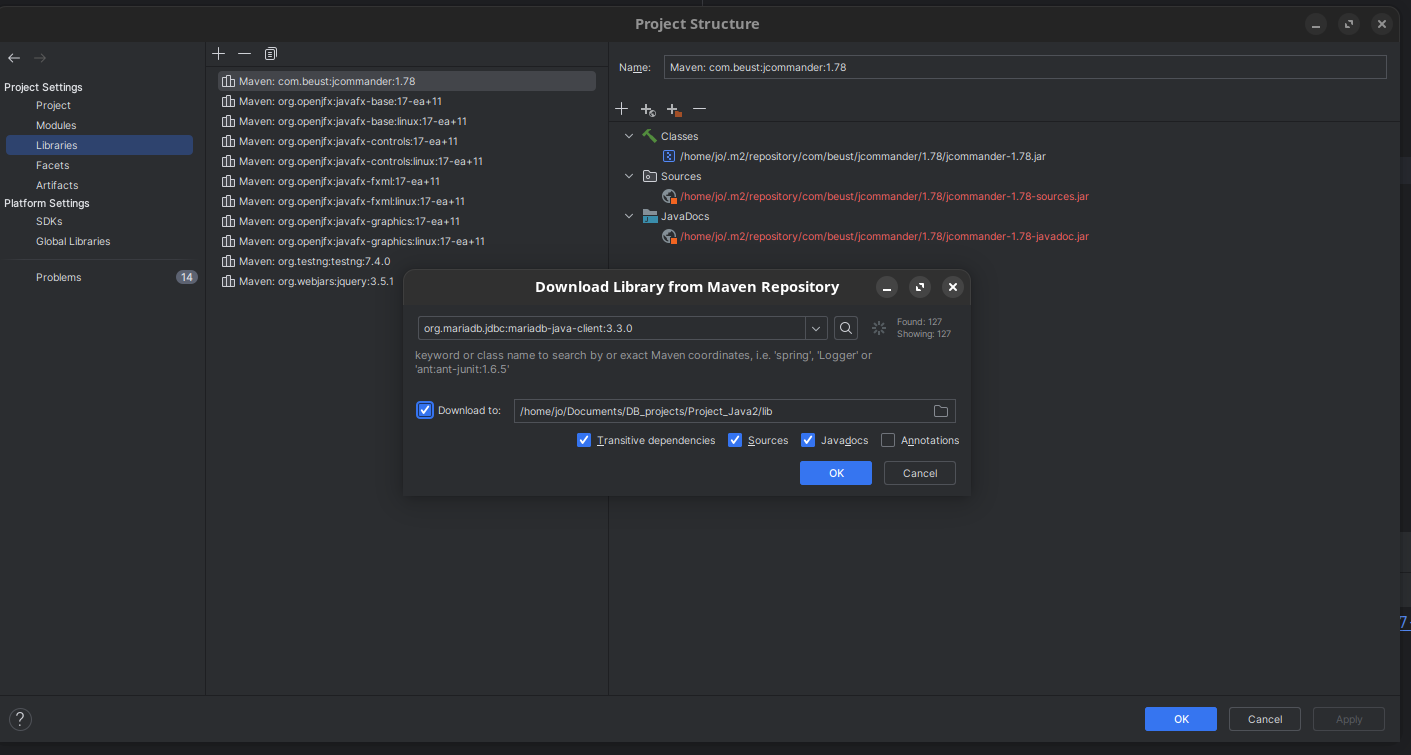 Project Structure
Project Settings
Project
Modules
Libraries
Facets
Artifacts
Platform Settings
SDKs
Global Libraries
Problems 14
Maven: com.beust:jcommander:1.78
Maven: org.openjfx:javafx-base:17-ea+11
Maven: org.openjfx:javafx-base:linux:17-ea+11
Maven: org.openjfx:javafx-controls:17-ea+11
Maven: org.openjfx:javafx-controls:linux:17-ea+11
Maven: org.openjfx:javafx-fxml:17-ea+11
Maven: org.openjfx:javafx-fxml:linux:17-ea+11
Maven: org.openjfx:javafx-graphics:17-ea+11
Maven: org.openjfx:javafx-graphics:linux:17-ea+11
Maven: org.testng:testng:7.4.0
Maven: org.webjars:jquery:3.5.1
Name: Maven: com.beust:jcommander:1.78
Classes
/home/jo/.m2/repository/com/beust/jcommander/1.78/jcommander-1.78.jar
Sources
/home/jo/.m2/repository/com/beust/jcommander/1.78/jcommander-1.78-sources.jar
JavaDocs
/home/jo/.m2/repository/com/beust/jcommander/1.78/jcommander-1.78-javadoc.jar
Download Library from Maven Repository
org.mariadb.jdbc:mariadb-java-client:3.3.0
Found: 127
Showing: 127
keyword or class name to search by or exact Maven coordinates, i.e. 'spring', 'Logger' or
'ant:ant-junit:1.6.5'
Download to: /home/jo/Documents/DB_projects/Project_Java2/lib
Transitive dependencies Sources Javadocs Annotations
OK Cancel
7
? OK Cancel Apply